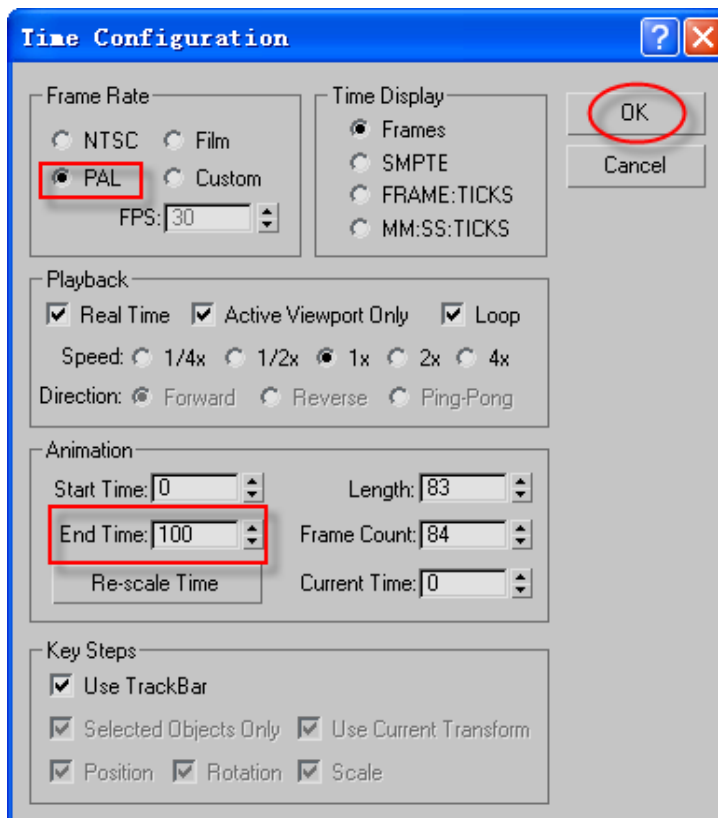 Time Configuration
Frame Rate
NTSC Film
PAL Custom
FPS: 30
Time Display
Frames
SMPTE
FRAME:TICKS
MM:SS:TICKS
OK
Cancel
Playback
Real Time Active Viewport Only Loop
Speed: 1/4x 1/2x 1x 2x 4x
Direction: Forward Reverse Ping-Pong
Animation
Start Time: 0 Length: 83
End Time: 100 Frame Count: 84
Re-scale Time Current Time: 0
Key Steps
Use TrackBar
Selected Objects Only Use Current Transform
Position Rotation Scale